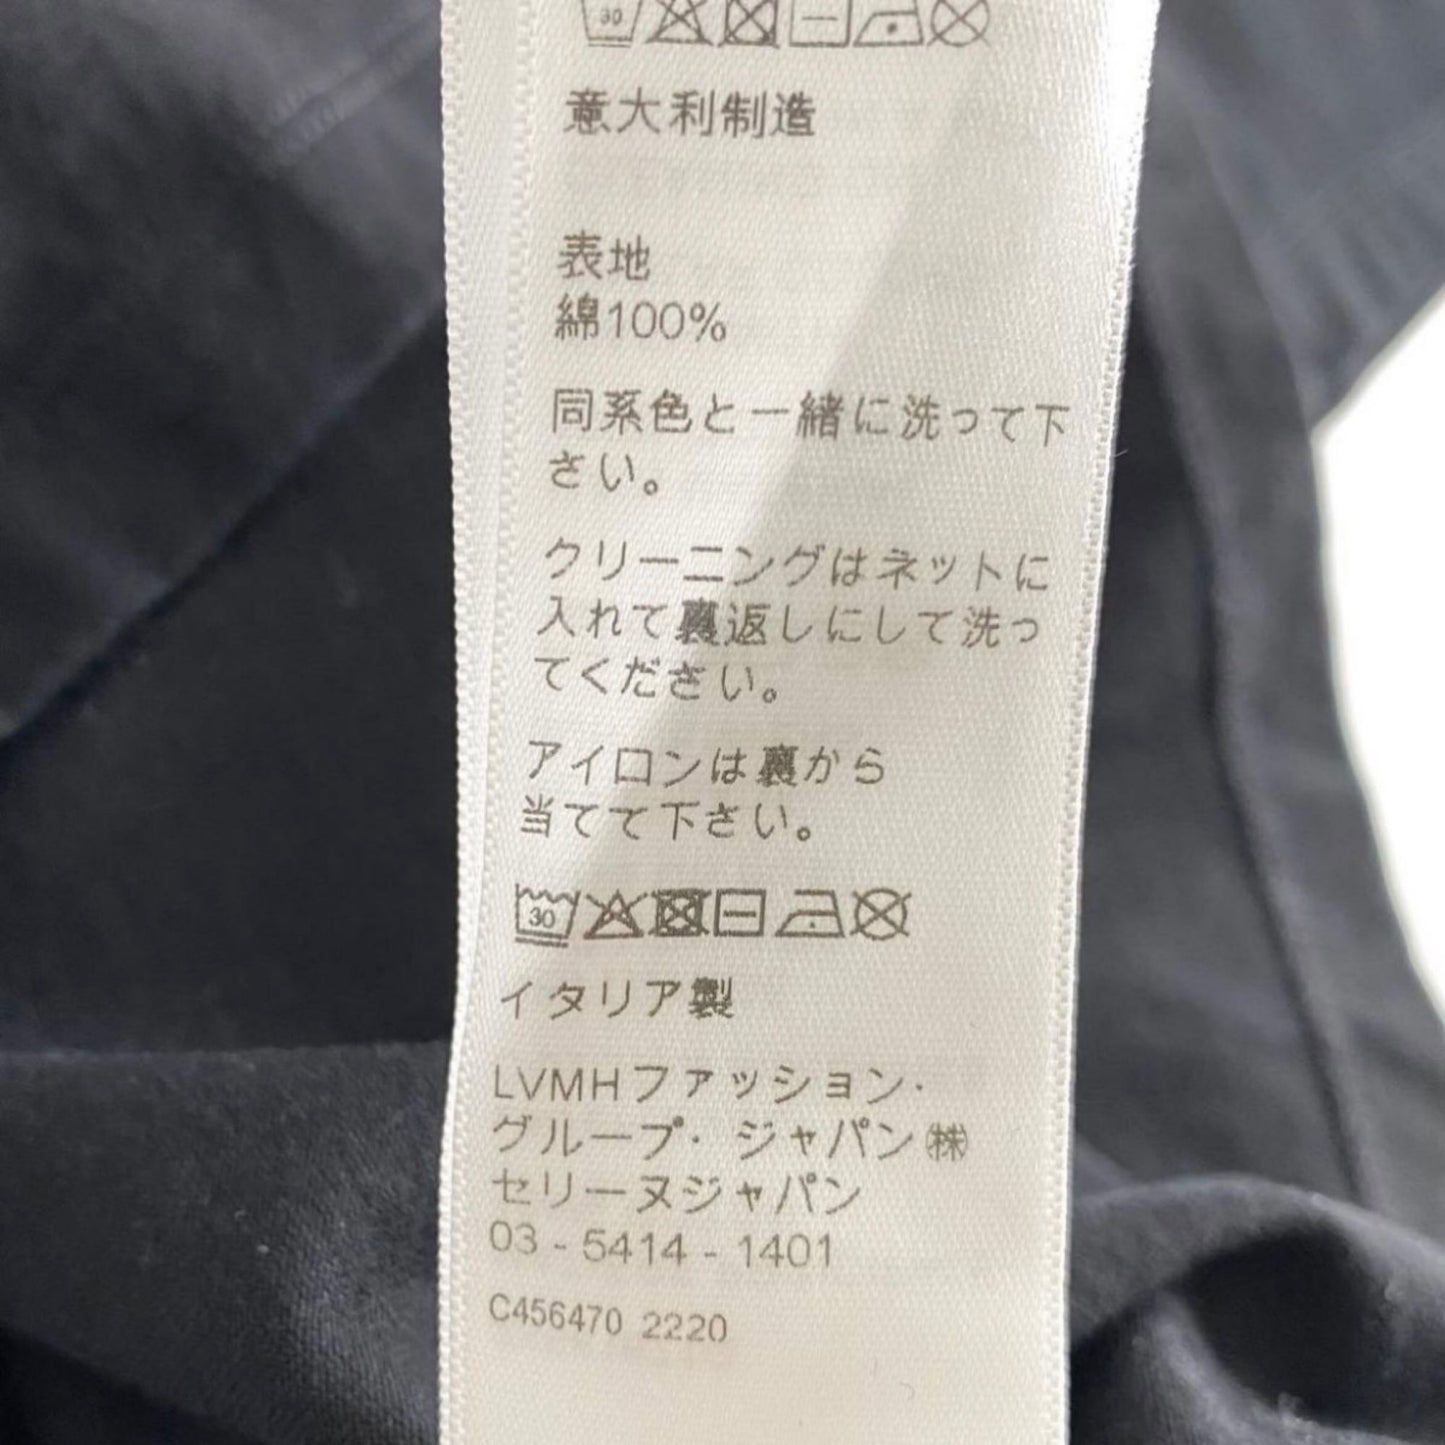 30
意大利制造
表地
綿100%
同系色と一緒に洗って下
さい。
クリーニングはネットに
入れて裏返しにして洗っ
てください。
アイロンは裏から
当てて下さい。
30
イタリア製
LVMHファッション・
グループ・ジャパン㈱
セリーヌジャパン
03 - 5414 - 1401
C456470 2220